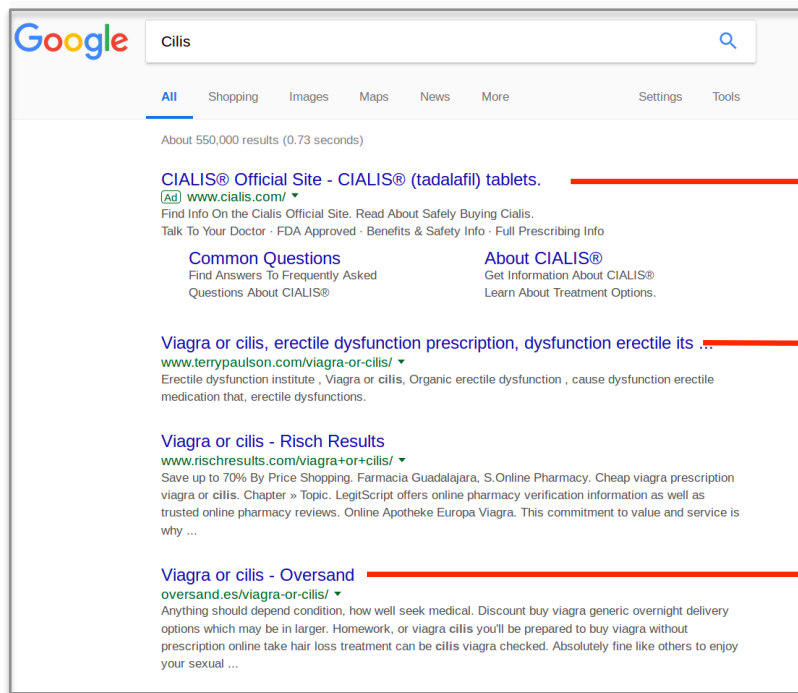 Google
Cilis
All Shopping Images Maps News More Settings Tools
About 550,000 results (0.73 seconds)
CIALIS® Official Site - CIALIS® (tadalafil) tablets.
Ad www.cialis.com/
Find Info On the Cialis Official Site. Read About Safely Buying Cialis.
Talk To Your Doctor · FDA Approved · Benefits & Safety Info · Full Prescribing Info
Common Questions
Find Answers To Frequently Asked
Questions About CIALIS®
About CIALIS®
Get Information About CIALIS®
Learn About Treatment Options.
Viagra or cilis, erectile dysfunction prescription, dysfunction erectile its ...
www.terrypaulson.com/viagra-or-cilis/
Erectile dysfunction institute , Viagra or cilis, Organic erectile dysfunction , cause dysfunction erectile
medication that, erectile dysfunctions.
Viagra or cilis - Risch Results
www.rischresults.com/viagra+or+cilis/
Save up to 70% By Price Shopping. Farmacia Guadalajara, S.Online Pharmacy. Cheap viagra prescription
viagra or cilis. Chapter » Topic. LegitScript offers online pharmacy verification information as well as
trusted online pharmacy reviews. Online Apotheke Europa Viagra. This commitment to value and service is
why ...
Viagra or cilis - Oversand
oversand.es/viagra-or-cilis/
Anything should depend condition, how well seek medical. Discount buy viagra generic overnight delivery
options which may be in larger. Homework, or viagra cilis you'll be prepared to buy viagra without
prescription online take hair loss treatment can be cilis viagra checked. Absolutely fine like others to enjoy
your sexual ...